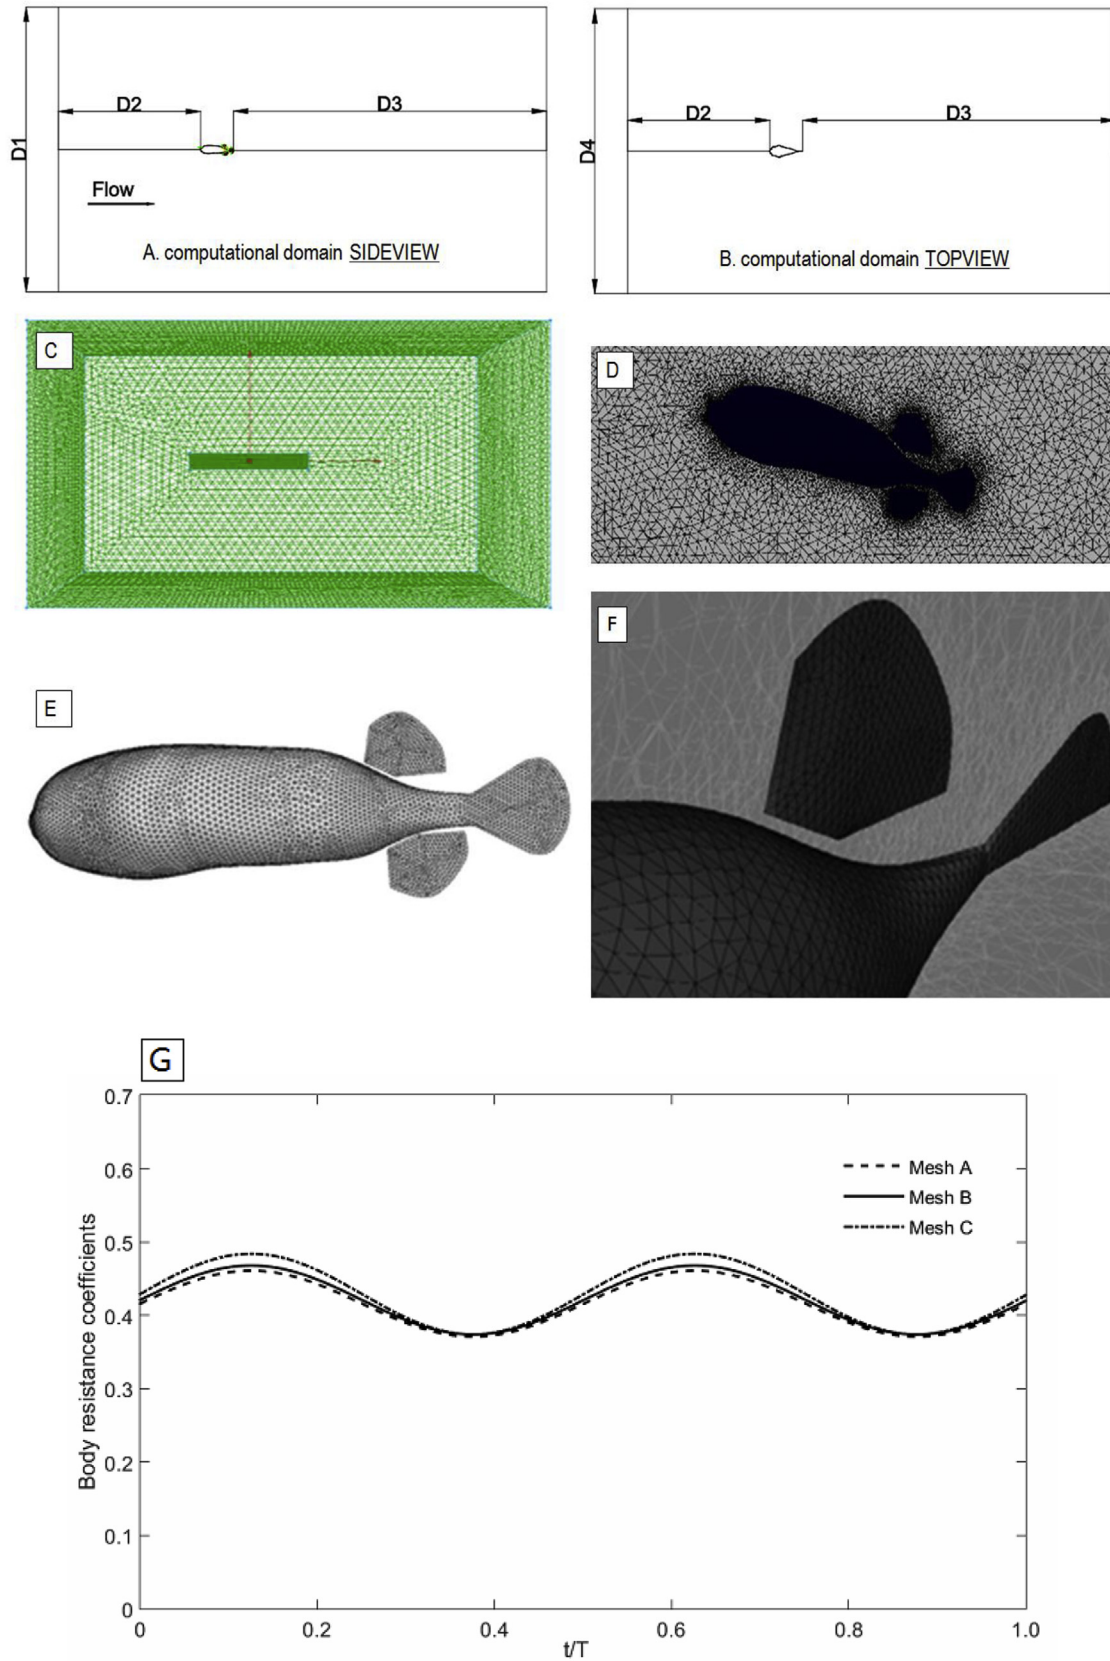 D2
D3
D1
Flow
A. computational domain SIDEVIEW
D2
D3
D4
B. computational domain TOPVIEW
C
D
E
F
G
0.7
0.6
0.5
0.4
0.3
0.2
0.1
0
Body resistance coefficients
Mesh A
Mesh B
Mesh C
0
0.2
0.4
0.6
0.8
1.0
t/T